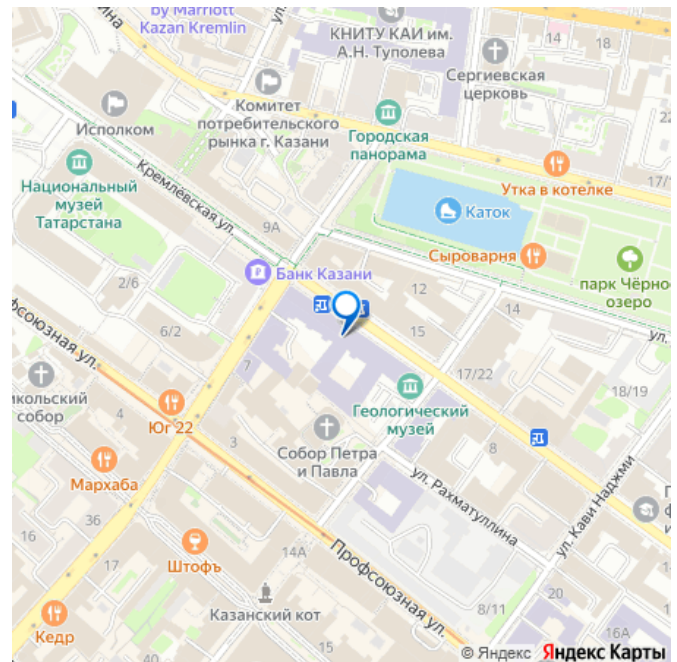 by Marriott
Kazan Kremlin
КНИТУ КАИ им.
А.Н. Туполева
14
18
Сергиевская
церковь
Комитет
потребительского
рынка г. Казани
Исполком
Городская
панорама
22
Утка в котелке
17/1
Национальный
музей
Татарстана
Кремлёвская ул.
9А
Каток
Сыроварня
Банк Казани
парк Чёрное
озеро
2/6
12
14
ул.
6/2
15
Профсоюзная ул.
7
17/22
18/19
Геологический
музей
Юг 22
4
3
Собор Петра
и Павла
8
Мархаба
ул. Рахматуллина
ул. Кави Наджми
36
16
17
Штофъ
14А
Профсоюзная ул.
Казанский кот
8/11
16А
Кедр
© Яндекс Яндекс Карты